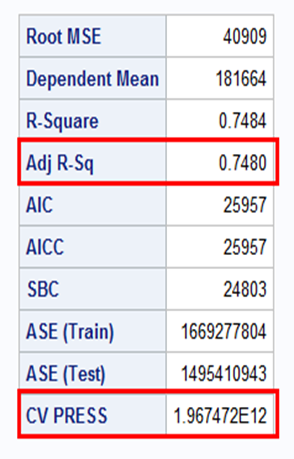 Root MSE 40909
Dependent Mean 181664
R-Square 0.7484
Adj R-Sq 0.7480
AIC 25957
AICC 25957
SBC 24803
ASE (Train) 1669277804
ASE (Test) 1495410943
CV PRESS 1.967472E12